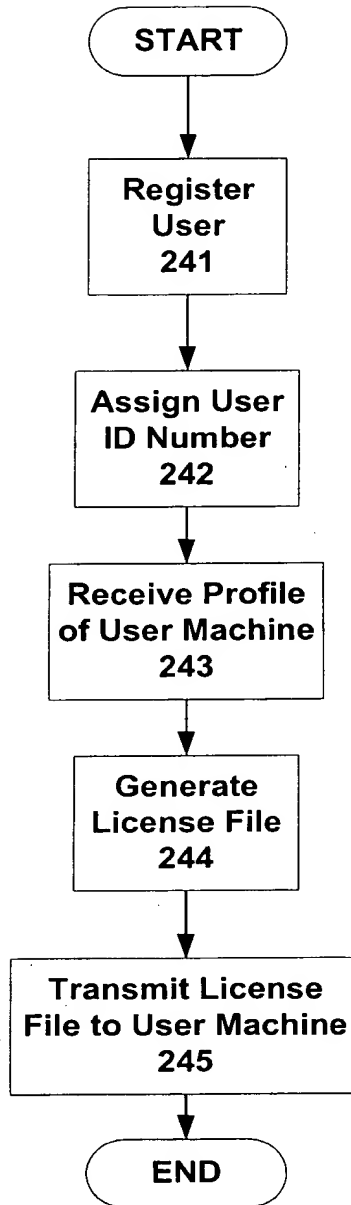 START
Register
User
241
Assign User
ID Number
242
Receive Profile
of User Machine
243
Generate
License File
244
Transmit License
File to User Machine
245
END